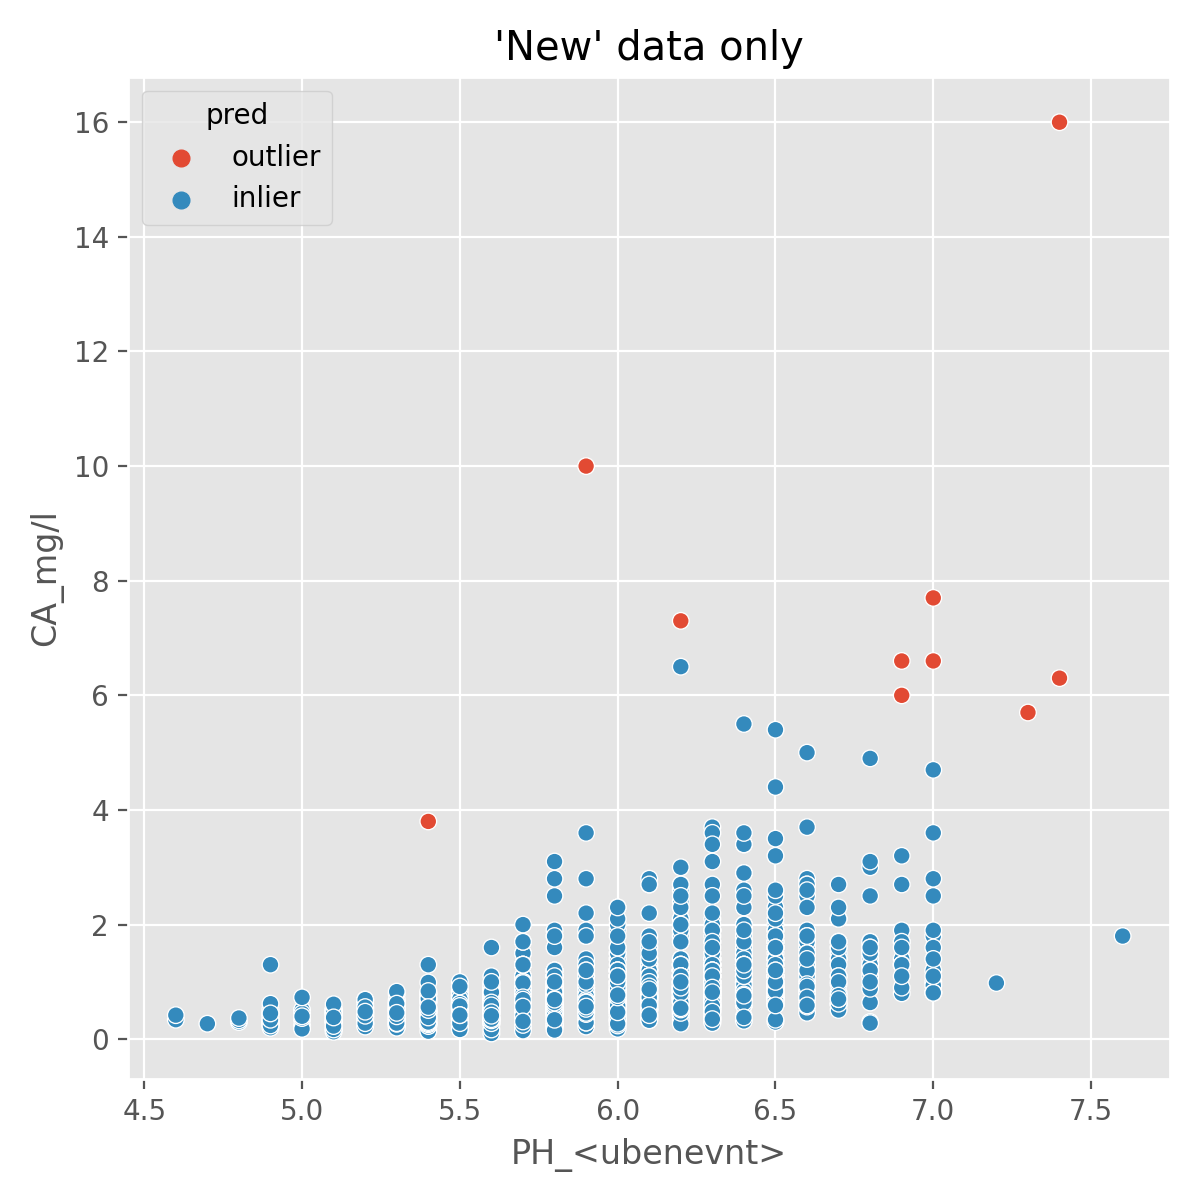 'New' data only
pred
outlier
inlier
16
14
12
10
8
6
4
2
0
CA_mg/l
4.5 5.0 5.5 6.0 6.5 7.0 7.5
PH_<ubenevnt>